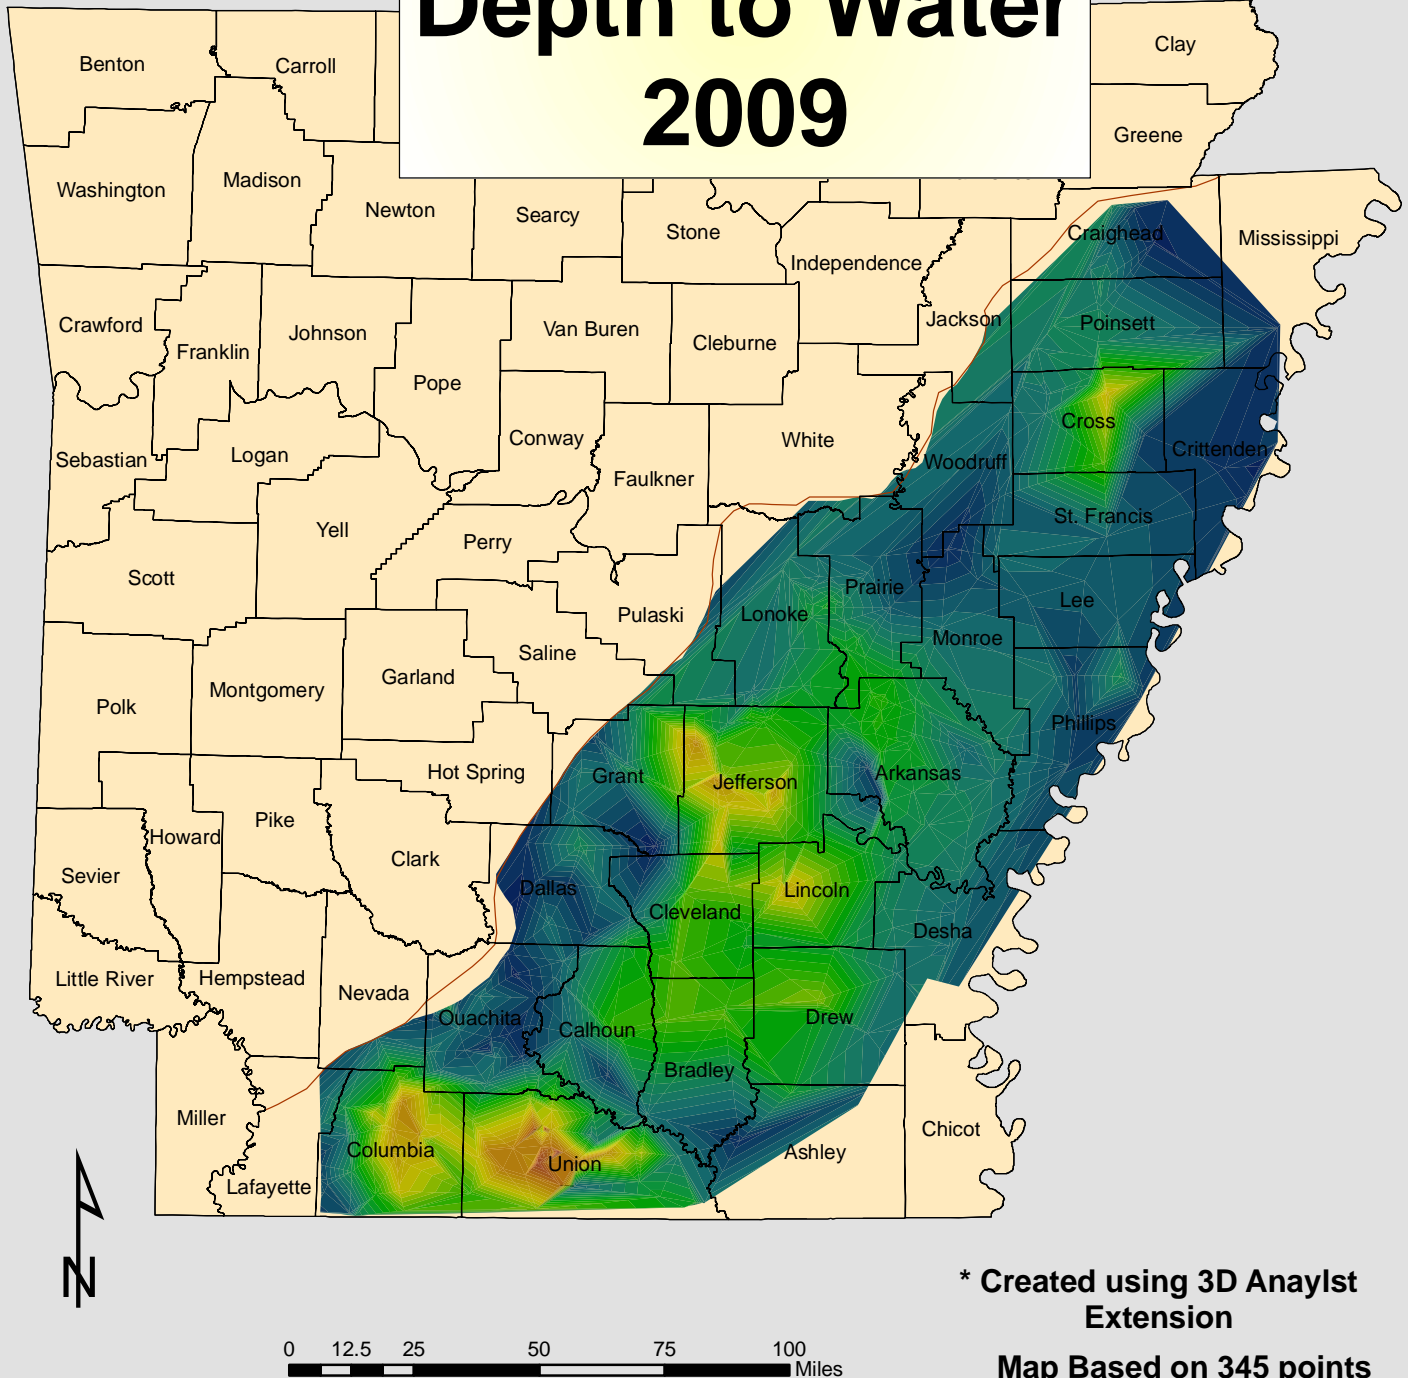 Depth to Water
2009
Benton
Carroll
Clay
Greene
Washington
Madison
Newton
Searcy
Stone
Independence
Craighead
Mississippi
Crawford
Franklin
Johnson
Pope
Van Buren
Cleburne
Jackson
Poinsett
Sebastian
Logan
Conway
Faulkner
White
Woodruff
Cross
Crittenden
Scott
Yell
Perry
Pulaski
Lonoke
Prairie
St. Francis
Lee
Monroe
Polk
Montgomery
Garland
Saline
Phillips
Hot Spring
Grant
Jefferson
Arkansas
Sevier
Howard
Pike
Clark
Dallas
Cleveland
Lincoln
Desha
Little River
Hempstead
Nevada
Ouachita
Calhoun
Bradley
Drew
Miller
Lafayette
Columbia
Union
Ashley
Chicot
N
* Created using 3D Anaylst
Extension
Map Based on 345 points
0 12.5 25 50 75 100
Miles